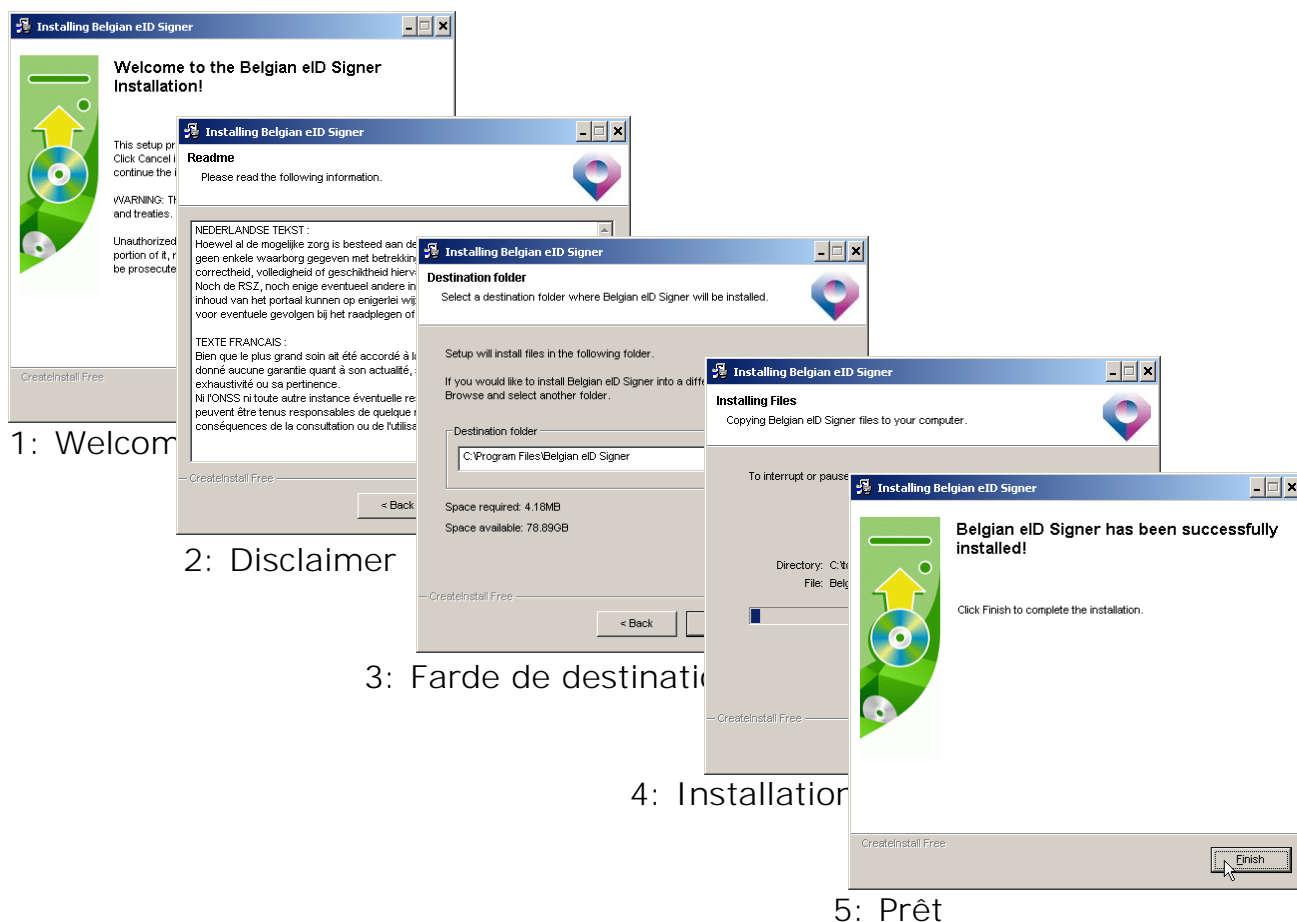 Installing Belgian eID Signer
Welcome to the Belgian eID Signer
Installation!
This setup
Click Cancel
continue the
WARNING:
and treaties.
Unauthorized
portion of it,
be
CreateInstall Free
1:
Installing Belgian eID Signer
Readme
Please read the following information.
NEDERLANDSE TEKST :
Hoewel al de mogelijke zorg is besteed aan de
geen enkele waarborg gegeven met
correctheid, volledigheid of geschiktheid
Noch de RSZ, noch enige eventueel andere
inhoud van het portaal kunnen op enigerlei
voor eventuele gevolgen bij het raadplegen of
TEXTE FRANCAIS :
Bien que le plus grand soin ait été accordé à
donné aucune garantie quant à son actualité,
exhaustivité ou sa pertinence.
Ni l'ONSS ni toute autre instance éventuelle
peuvent être tenus responsables de quelque
conséquences de la consultation ou de
CreateInstall Free
< Back
2: Disclaimer
Installing Belgian eID Signer
Destination folder
Select a destination folder where Belgian eID Signer will be installed.
Setup will install files in the following folder.
If you would like to install Belgian eID Signer into a
Browse and select another folder.
Destination folder
C:\Program Files\Belgian eID Signer
Space required: 4.18MB
Space available: 78.89GB
CreateInstall Free
< Back
3: Farde de
Installing Belgian eID Signer
Installing Files
Copying Belgian eID Signer files to your computer.
To interrupt or pause
Directory:
File:
CreateInstall Free
4: Installation
Installing Belgian eID Signer
Belgian eID Signer has been successfully
installed!
Click Finish to complete the installation.
CreateInstall Free
Finish
5: Prêt